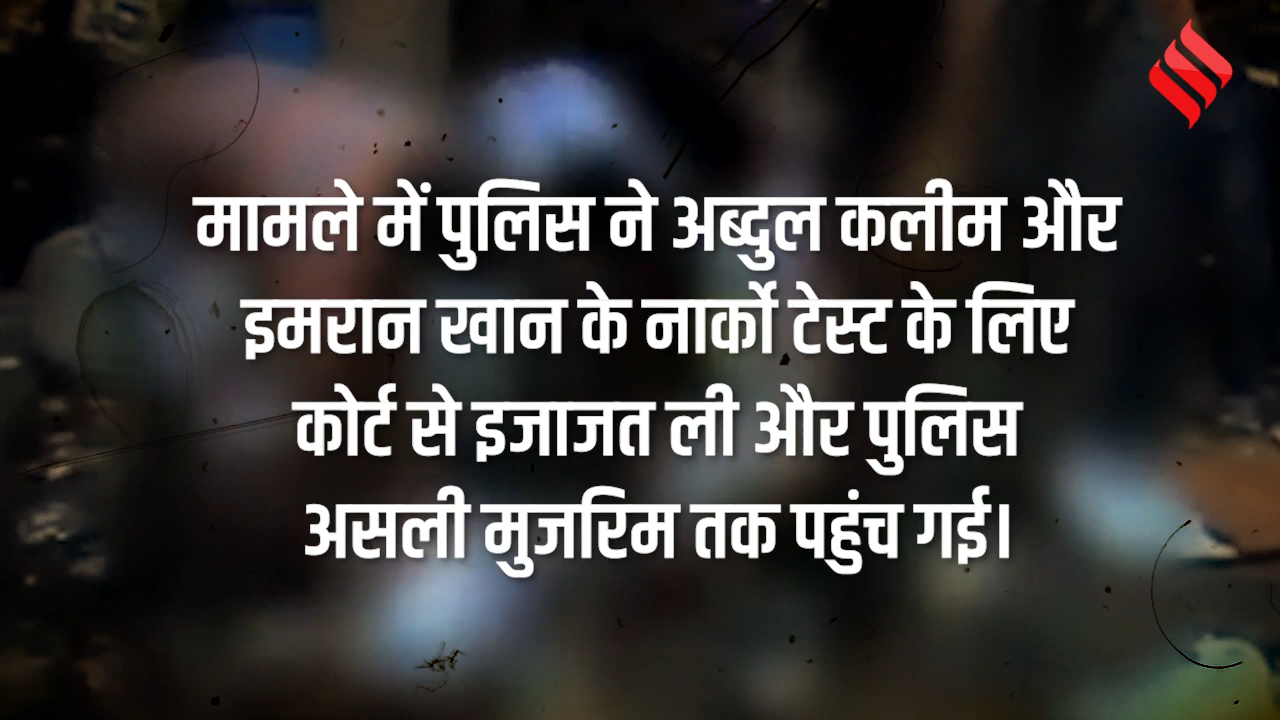 मामले में पुलिस ने अब्दुल कलीम और
इमरान खान के नार्को टेस्ट के लिए
कोर्ट से इजाजत ली और पुलिस
असली मुजरिम तक पहुंच गई।